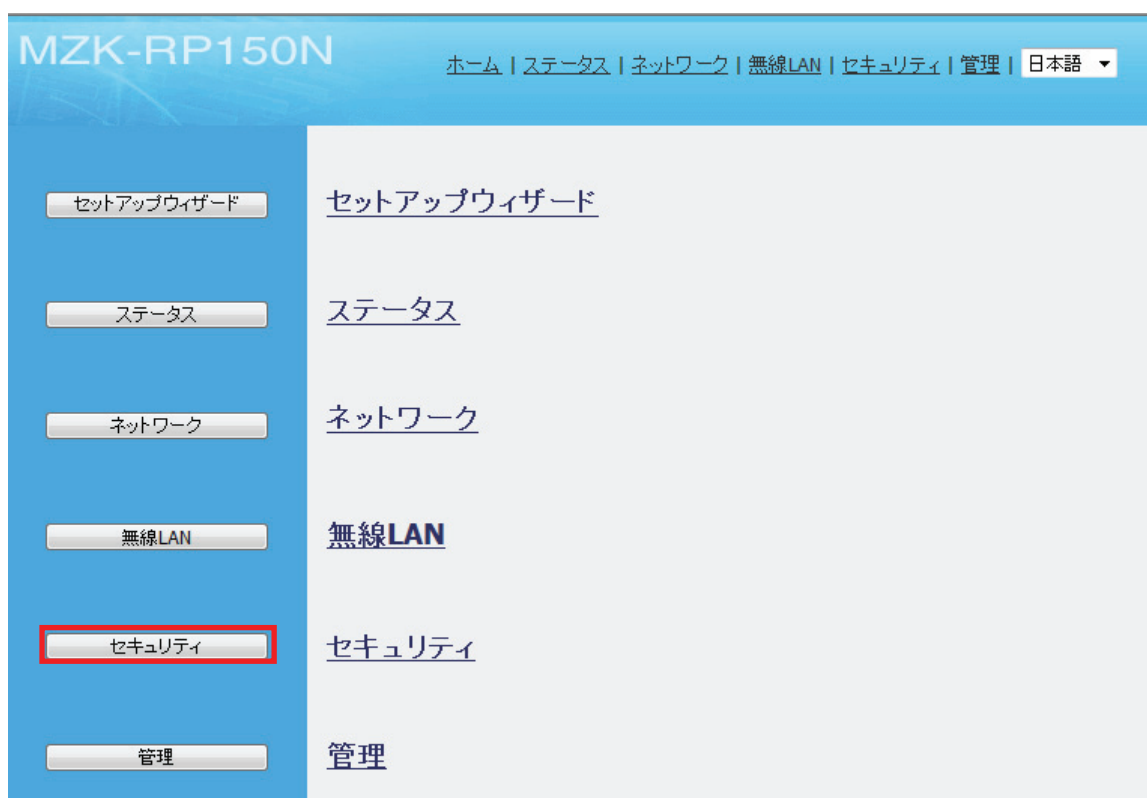 MZK-RP150N
ホーム | ステータス | ネットワーク | 無線LAN | セキュリティ | 管理 | 日本語
セットアップウィザード セットアップウィザード
ステータス ステータス
ネットワーク ネットワーク
無線LAN 無線LAN
セキュリティ セキュリティ
管理 管理